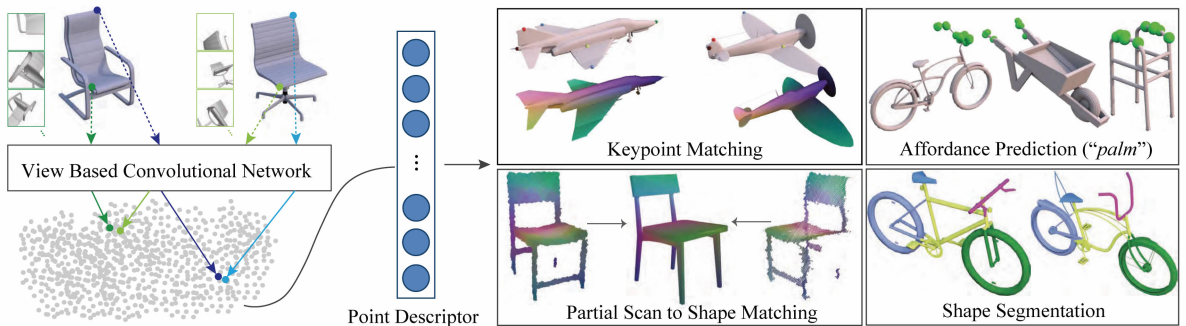 View Based Convolutional Network
Point Descriptor
Keypoint Matching
Affordance Prediction (“palm”)
Partial Scan to Shape Matching
Shape Segmentation